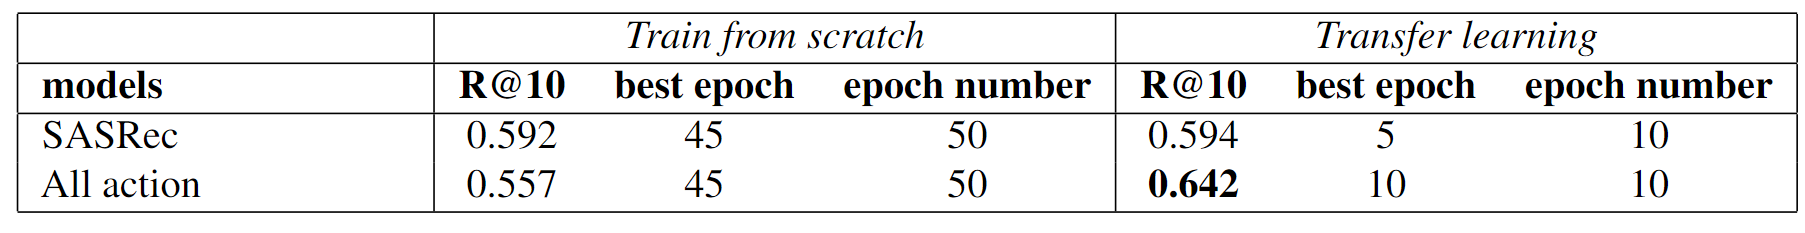 Train from scratch Transfer learning
models R@10 best epoch epoch number R@10 best epoch epoch number
SASRec 0.592 45 50 0.594 5 10
All action 0.557 45 50 0.642 10 10